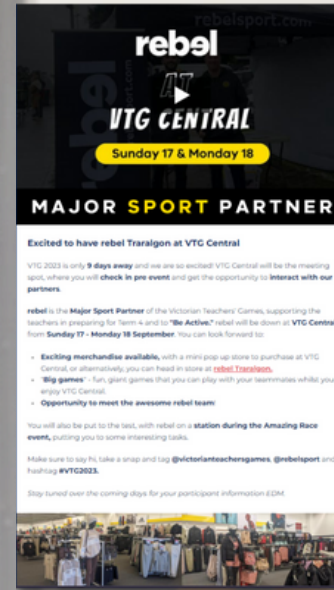 rebelsport.com
rebel
AT
VTG CENTRAL
Sunday 17 & Monday 18
MAJOR SPORT PARTNER
Excited to have rebel Traralgon at VTG Central
VTG 2023 is only 9 days away and we are so excited! VTG Central will be the meeting
spot, where you will check in pre event and get the opportunity to interact with our
partners.
rebel is the Major Sport Partner of the Victorian Teachers' Games, supporting the
teachers in preparing for Term 4 and to "Be Active." rebel will be down at VTG Central
from Sunday 17 - Monday 18 September. You can look forward to:
Exciting merchandise available, with a mini pop up store to purchase at VTG
Central, or alternatively, you can head in store at rebel Traralgon.
"Big games" - fun, giant games that you can play with your teammates whilst you
enjoy VTG Central.
Opportunity to meet the awesome rebel team!
You will also be put to the test, with rebel on a station during the Amazing Race
event, putting you to some interesting tasks.
Make sure to say hi, take a snap and tag @victorianteachersgames, @rebelsport and
hashtag #VTG2023.
Stay tuned over the coming days for your participant information EDM.